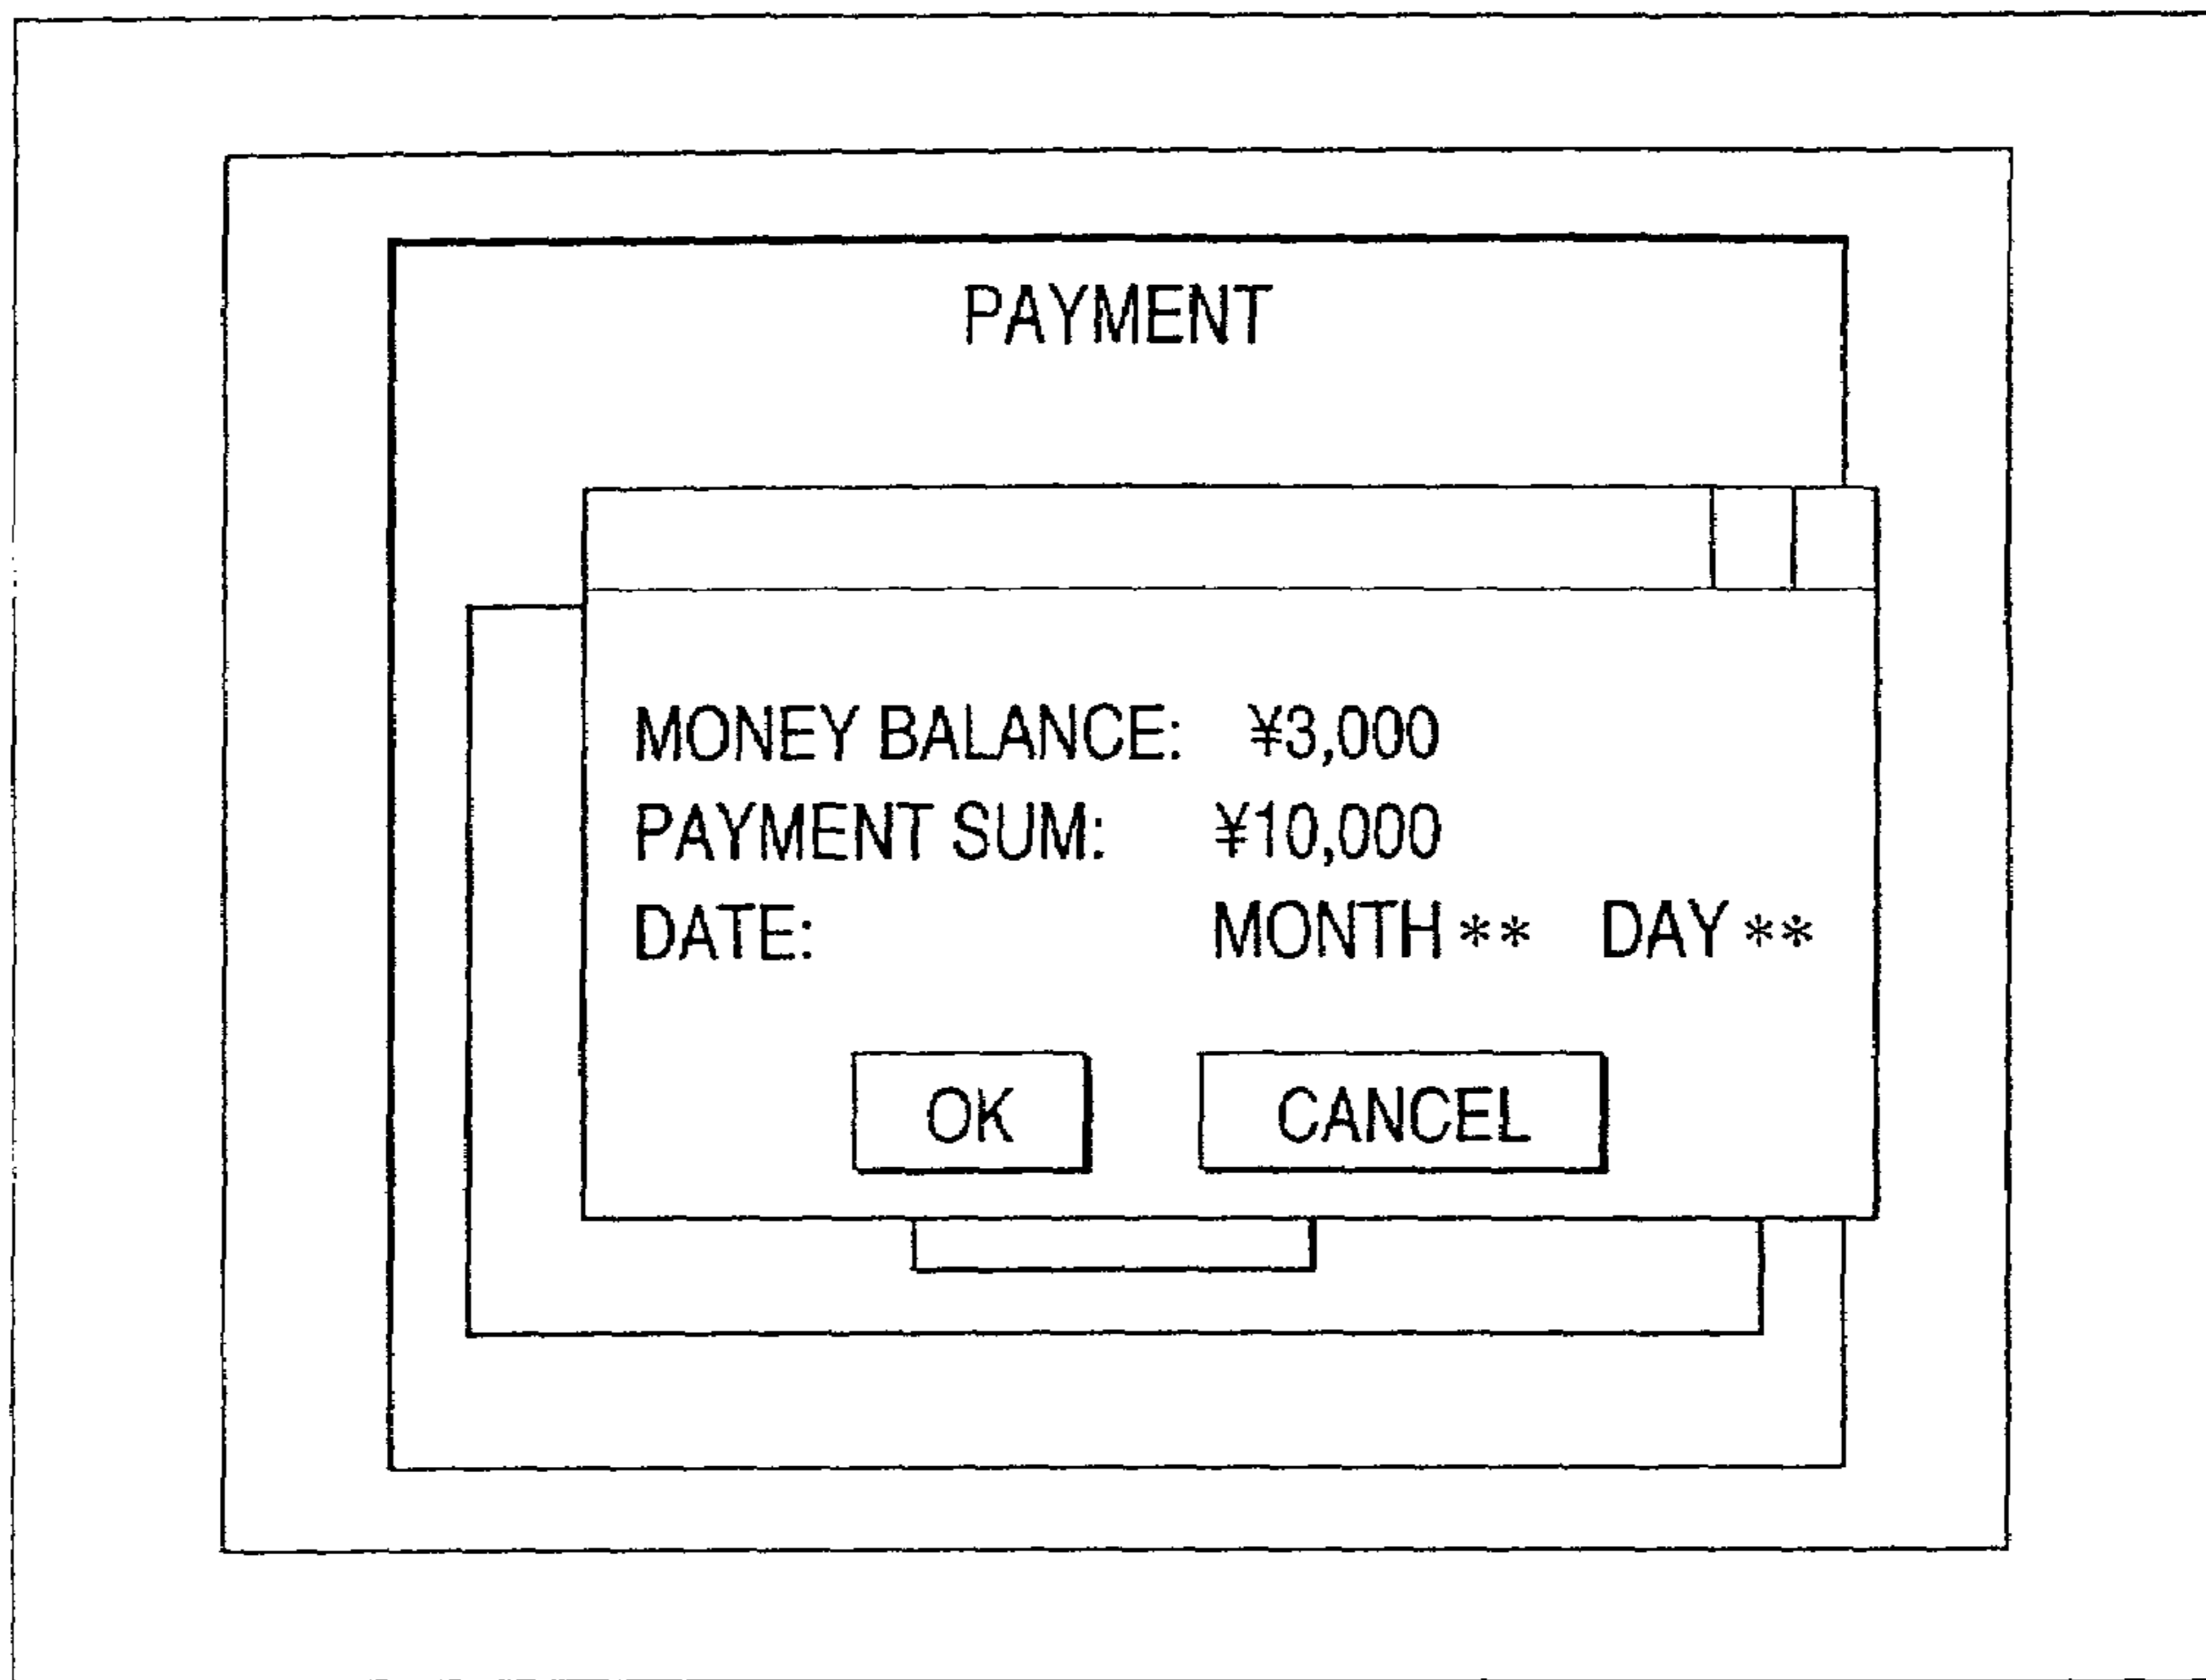 PAYMENT
MONEY BALANCE: ¥3,000
PAYMENT SUM: ¥10,000
DATE: MONTH ** DAY **
OK CANCEL